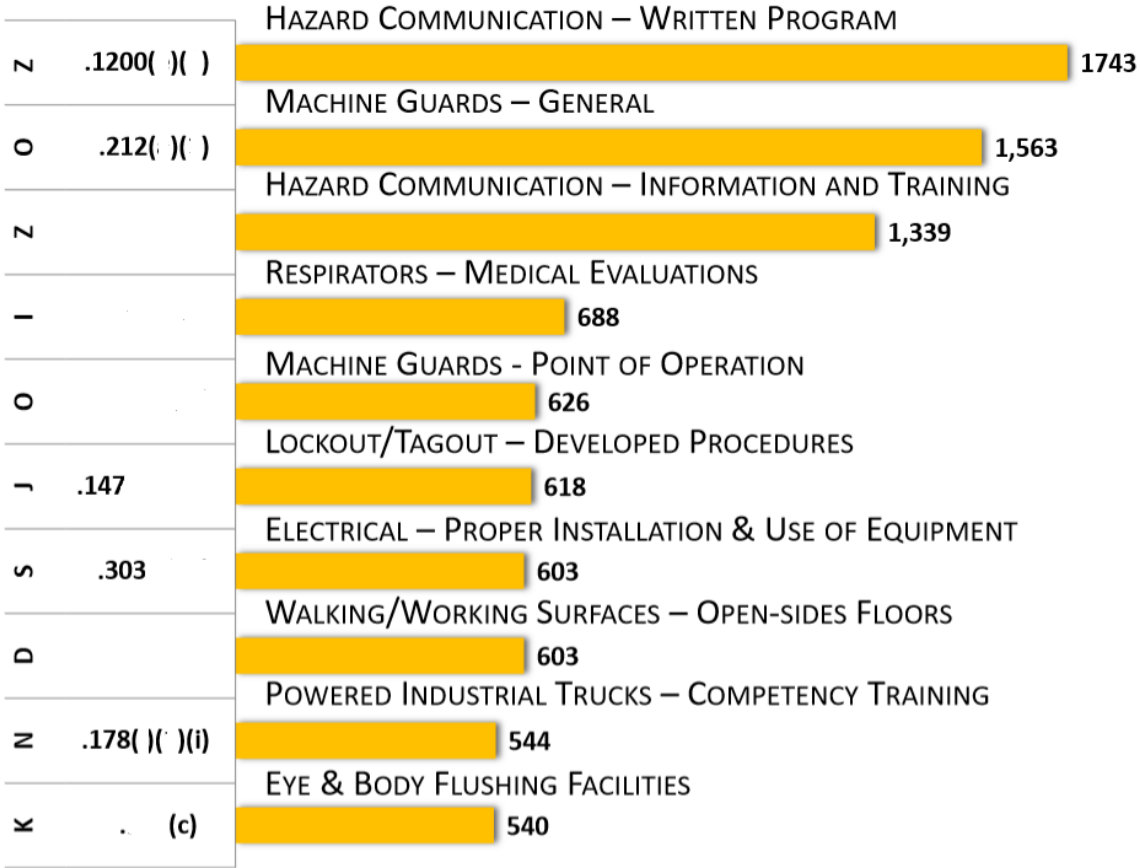 HAZARD COMMUNICATION – WRITTEN PROGRAM
Z .1200( )( ) 1743
MACHINE GUARDS – GENERAL
O .212( )( ) 1,563
HAZARD COMMUNICATION – INFORMATION AND TRAINING
Z 1,339
RESPIRATORS – MEDICAL EVALUATIONS
I 688
MACHINE GUARDS - POINT OF OPERATION
O 626
LOCKOUT/TAGOUT – DEVELOPED PROCEDURES
J .147 618
ELECTRICAL – PROPER INSTALLATION & USE OF EQUIPMENT
S .303 603
WALKING/WORKING SURFACES – OPEN-SIDES FLOORS
D 603
POWERED INDUSTRIAL TRUCKS – COMPETENCY TRAINING
N .178( )( )(i) 544
EYE & BODY FLUSHING FACILITIES
K . (c) 540